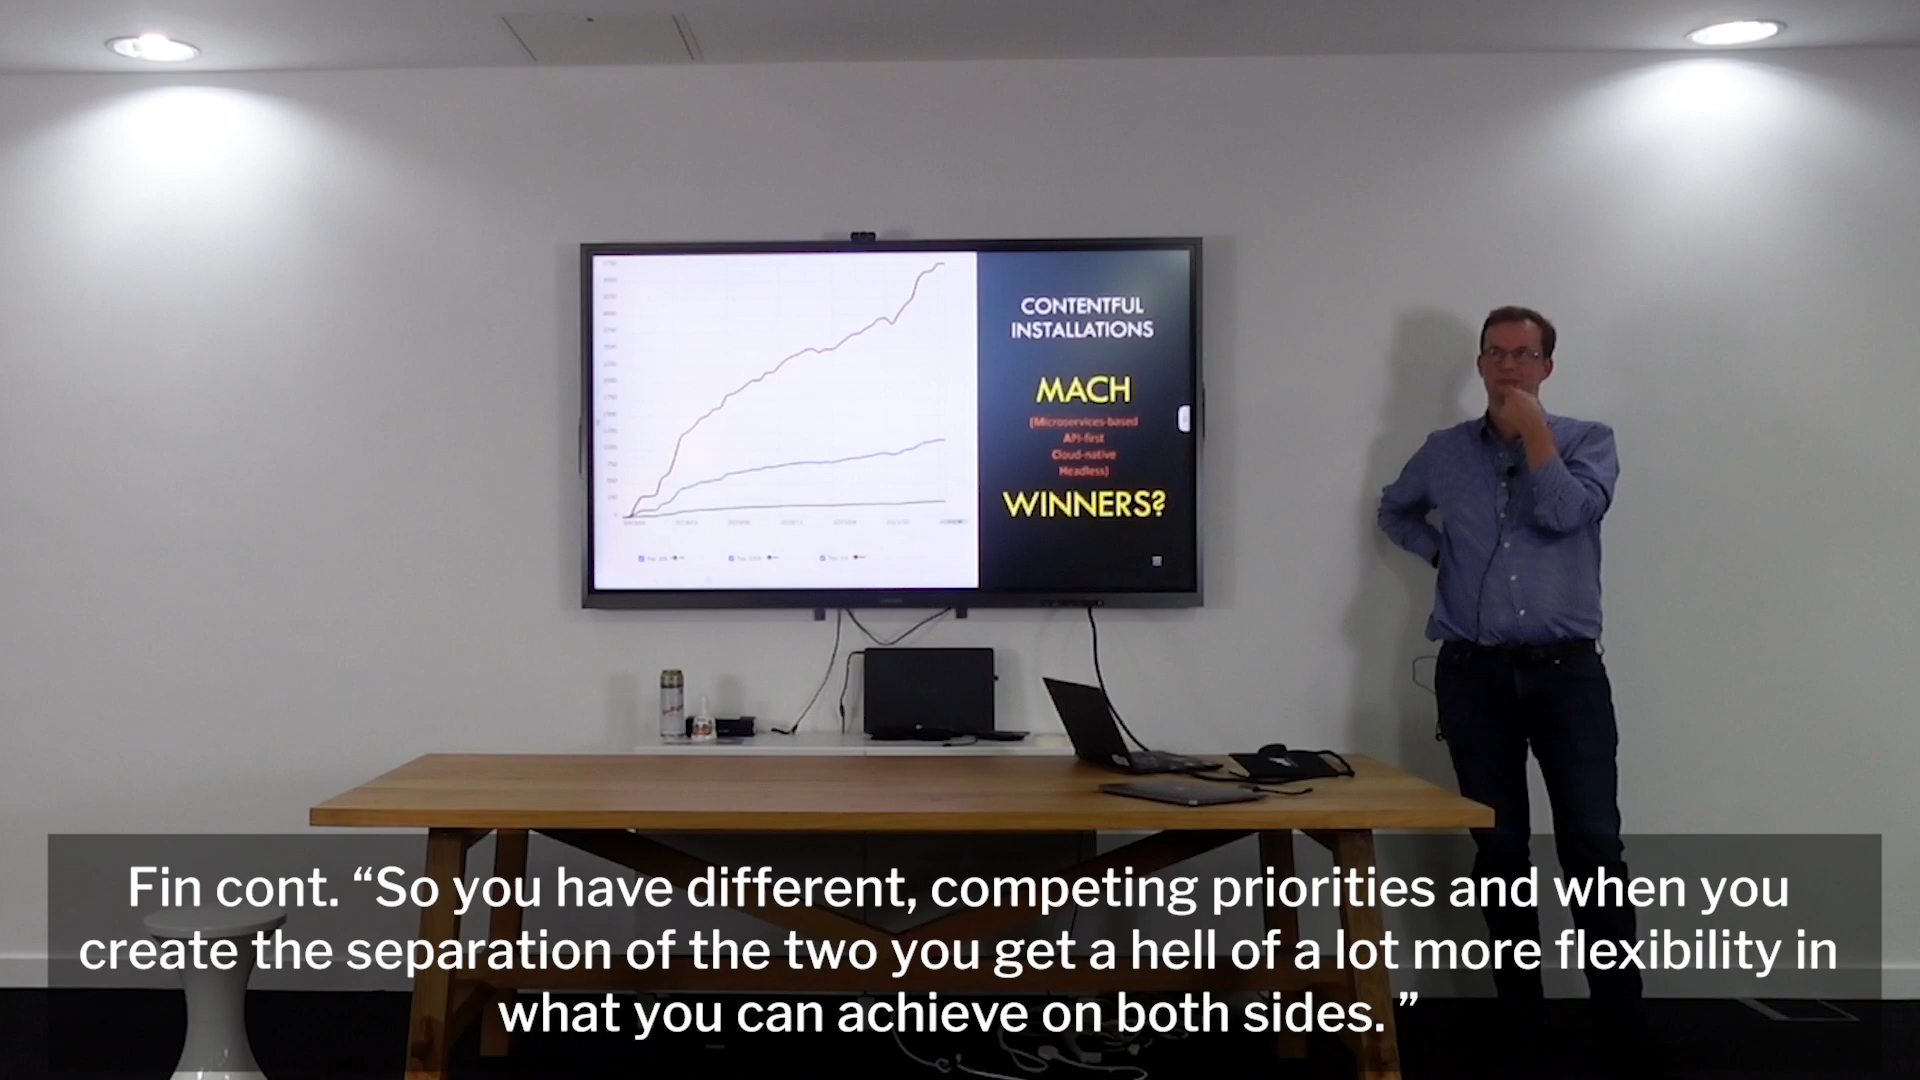 CONTENTFUL
INSTALLATIONS
MACH
(Microservices-based
API-first
Cloud-native
Headless)
WINNERS?
Fin cont. “So you have different, competing priorities and when you
create the separation of the two you get a hell of a lot more flexibility in
what you can achieve on both sides. ”